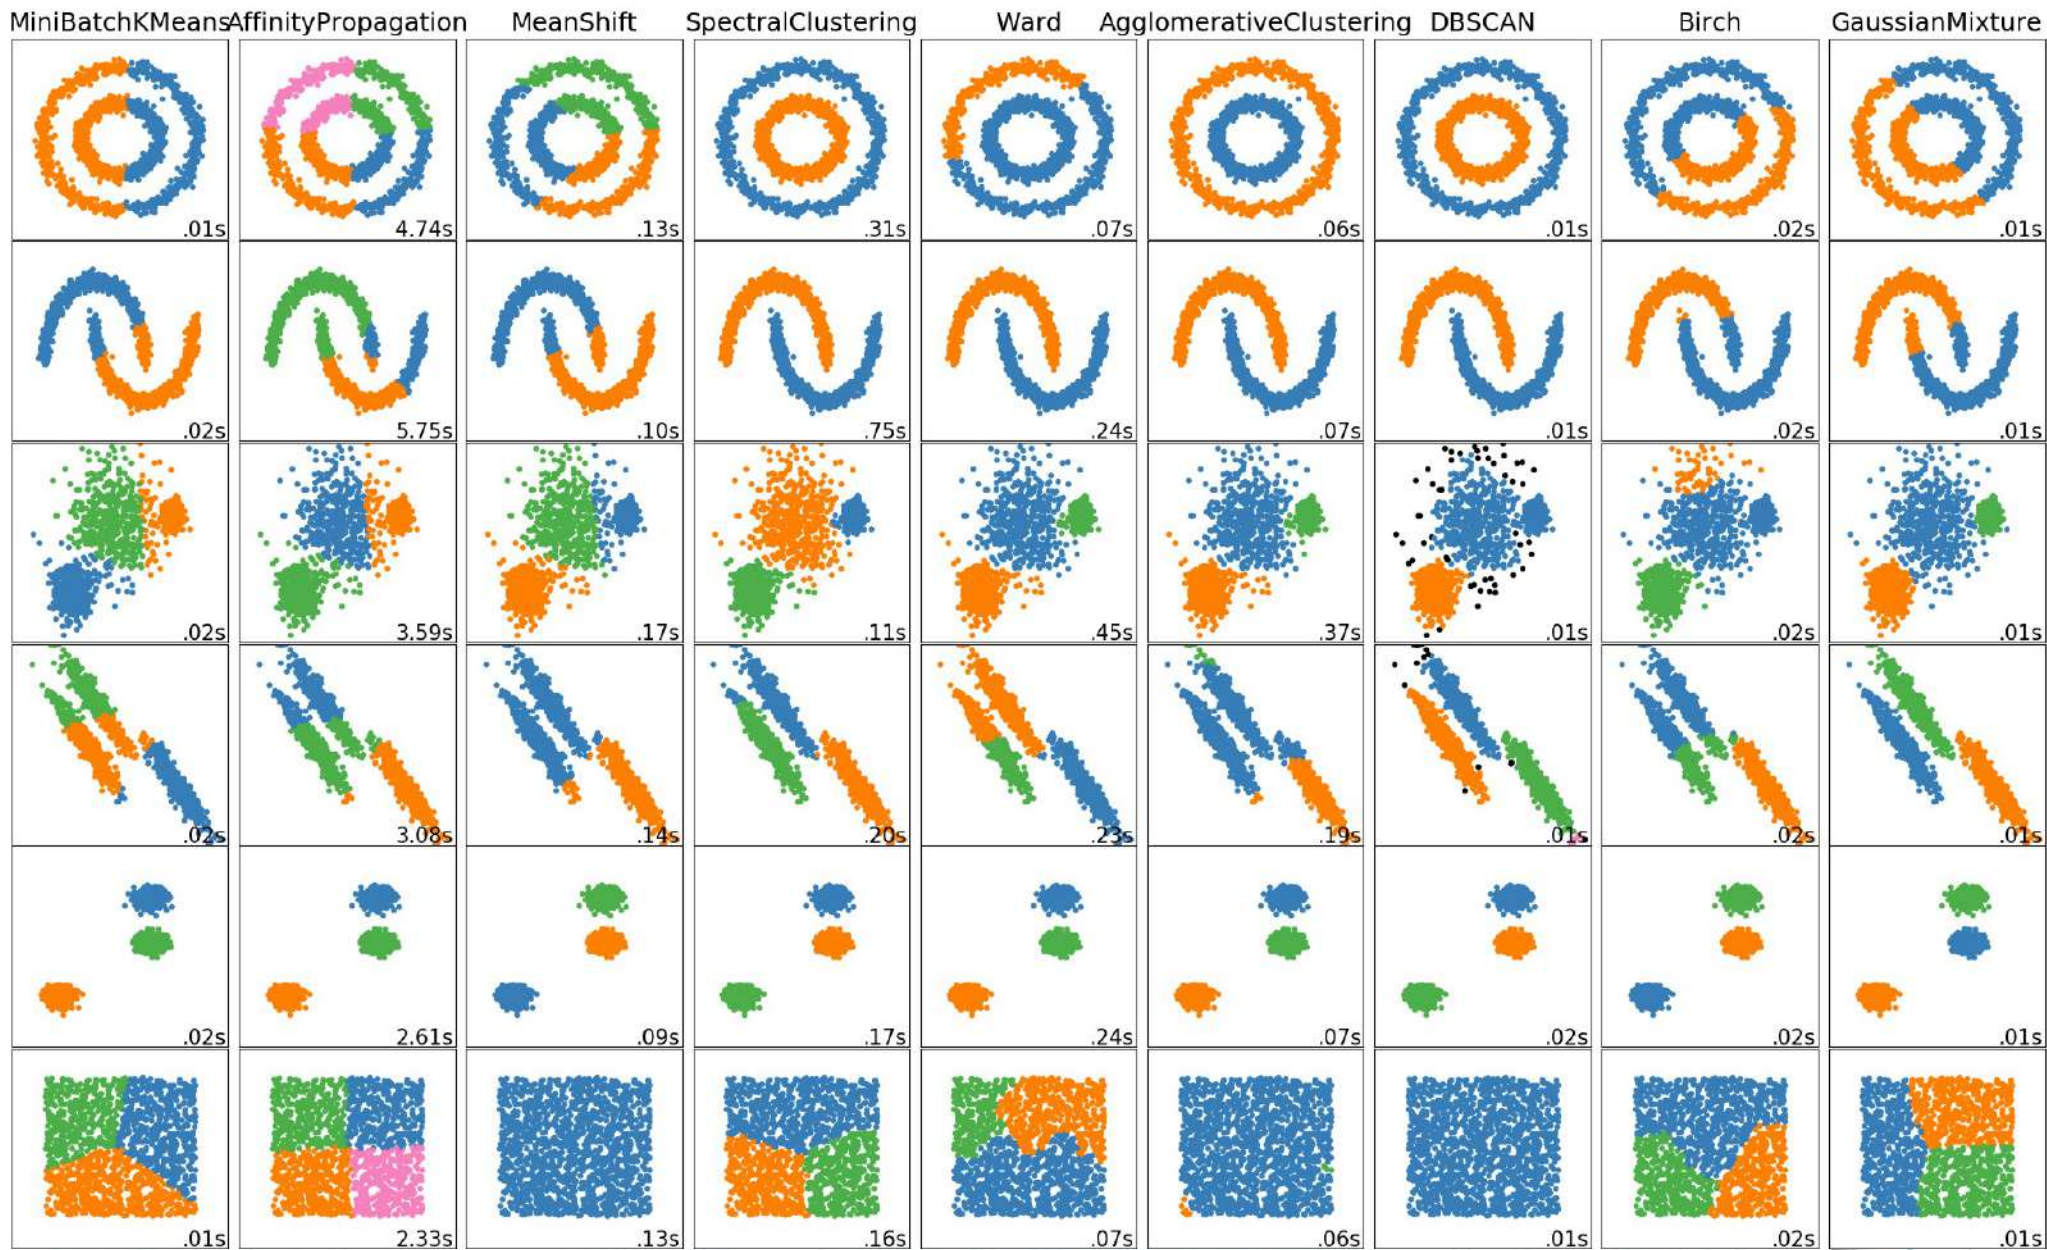 MiniBatchKMeans AffinityPropagation MeanShift SpectralClustering Ward AgglomerativeClustering DBSCAN Birch GaussianMixture
.01s 4.74s .13s .31s .07s .06s .01s .02s .01s
.02s 5.75s .10s .75s .24s .07s .01s .02s .01s
.02s 3.59s .17s .11s .45s .37s .01s .02s .01s
.02s 3.08s .14s .20s .23s .19s .01s .02s .01s
.02s 2.61s .09s .17s .24s .07s .02s .02s .01s
.01s 2.33s .13s .16s .07s .06s .01s .02s .01s